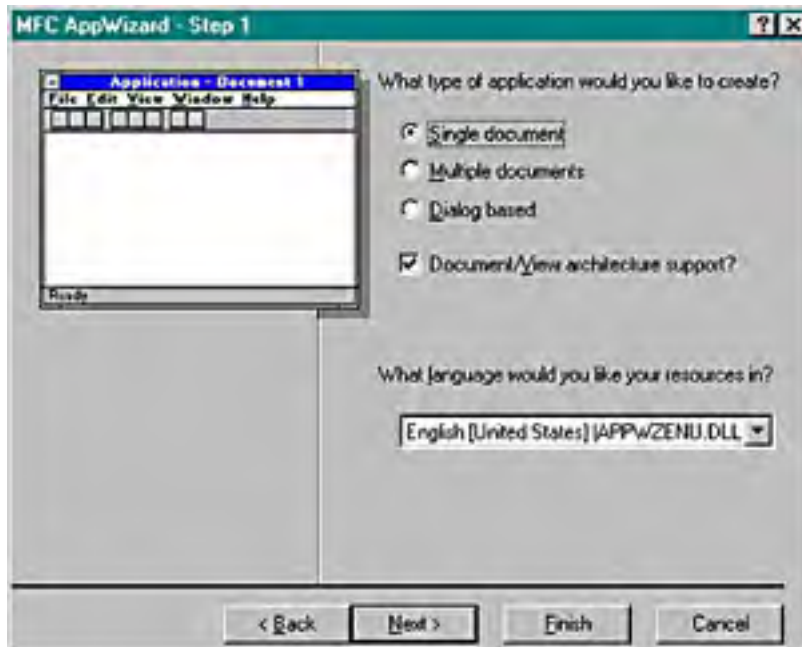 MFC AppWizard - Step 1
Application - Document 1
File Edit View Window Help
Ready
What type of application would you like to create?
Single document
Multiple documents
Dialog based
Document/View architecture support?
What language would you like your resources in?
English [United States] (APPWZENU.DLL
< Back
Next >
Finish
Cancel